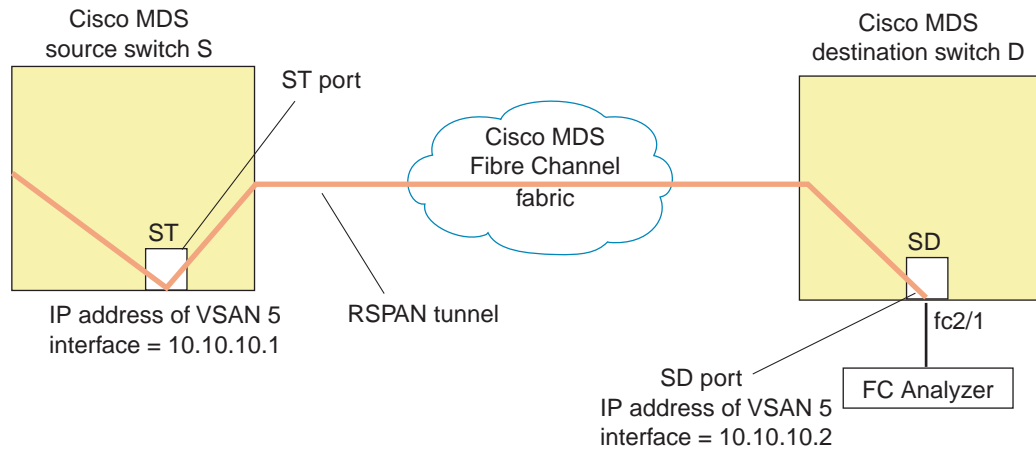 Cisco MDS
source switch S
Cisco MDS
destination switch D
ST port
Cisco MDS
Fibre Channel
fabric
ST
SD
IP address of VSAN 5
interface = 10.10.10.1
RSPAN tunnel
fc2/1
SD port
IP address of VSAN 5
interface = 10.10.10.2
FC Analyzer